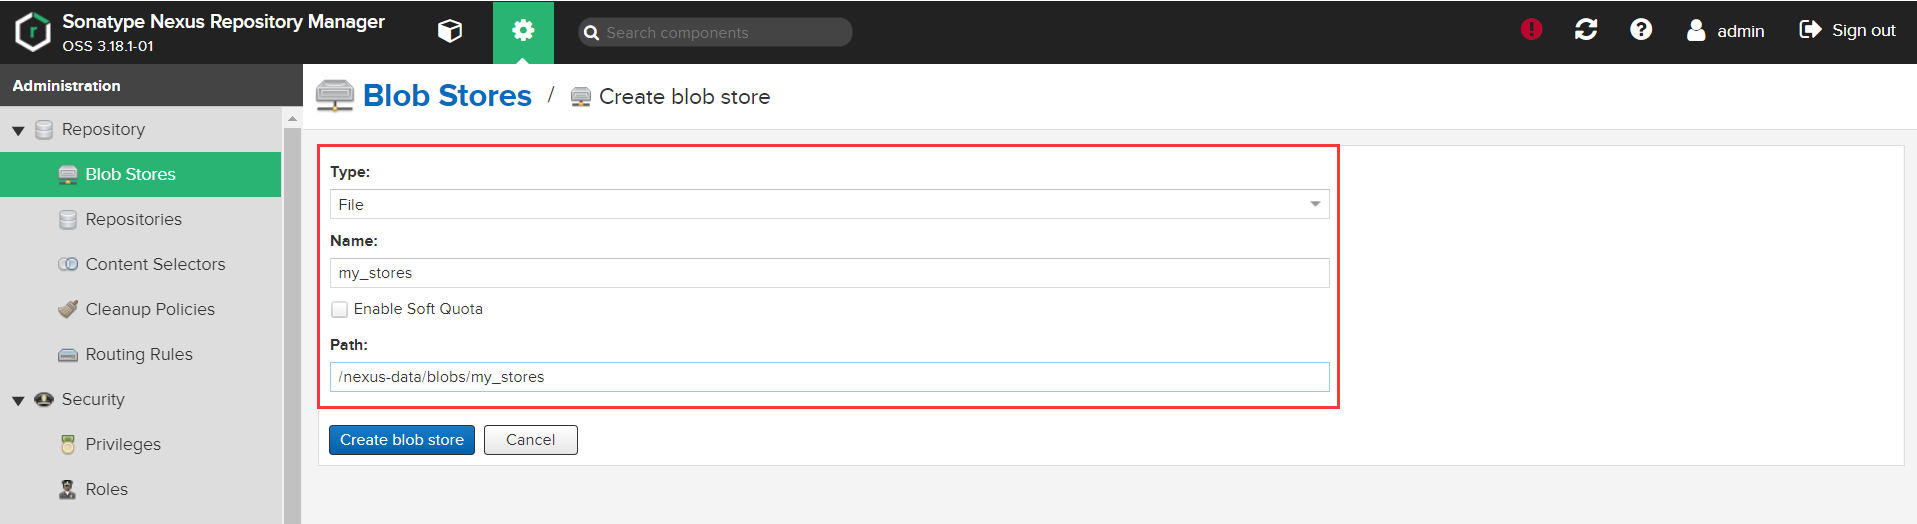 Sonatype Nexus Repository Manager
OSS 3.18.1-01
Search components
admin
Sign out
Administration
Blob Stores / Create blob store
Repository
Blob Stores
Repositories
Content Selectors
Cleanup Policies
Routing Rules
Security
Privileges
Roles
Type:
File
Name:
my_stores
Enable Soft Quota
Path:
/nexus-data/blobs/my_stores
Create blob store
Cancel